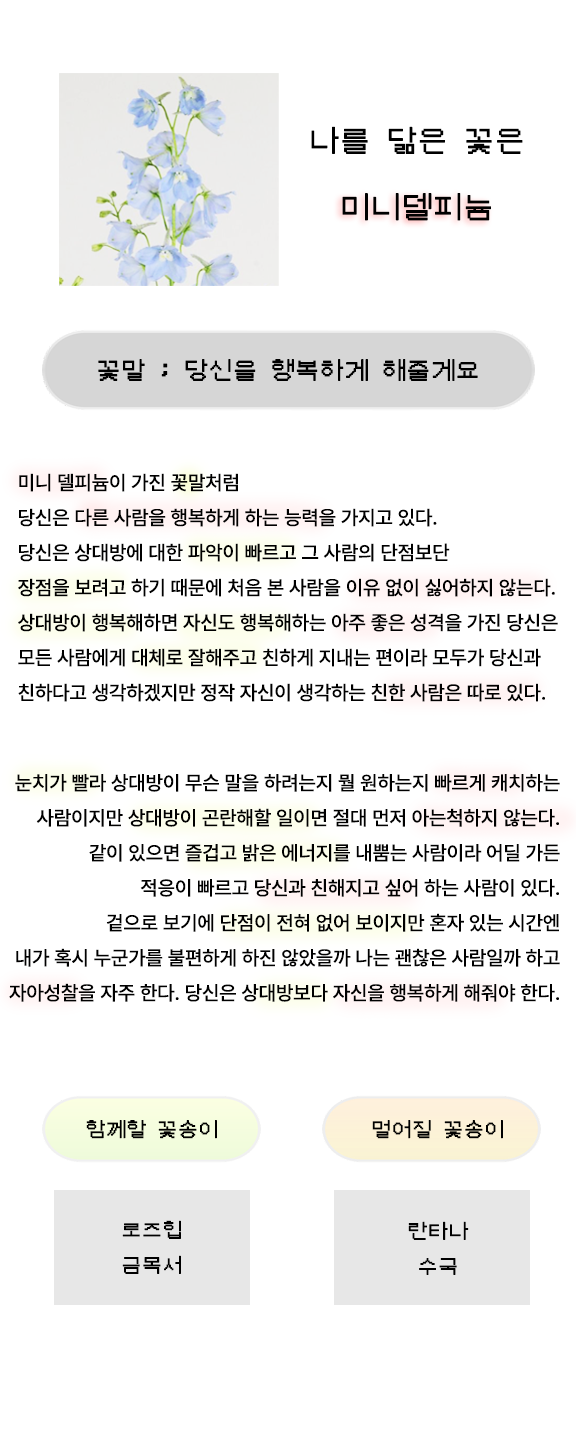 나를 닮은 꽃은
미니델피늄
꽃말 ; 당신을 행복하게 해줄게요
미니 델피늄이 가진 꽃말처럼
당신은 다른 사람을 행복하게 하는 능력을 가지고 있다.
당신은 상대방에 대한 파악이 빠르고 그 사람의 단점보단
장점을 보려고 하기 때문에 처음 본 사람을 이유 없이 싫어하지 않는다.
상대방이 행복해하면 자신도 행복해하는 아주 좋은 성격을 가진 당신은
모든 사람에게 대체로 잘해주고 친하게 지내는 편이라 모두가 당신과
친하다고 생각하겠지만 정작 자신이 생각하는 친한 사람은 따로 있다.
눈치가 빨라 상대방이 무슨 말을 하려는지 뭘 원하는지 빠르게 캐치하는
사람이지만 상대방이 곤란해할 일이면 절대 먼저 아는척하지 않는다.
같이 있으면 즐겁고 밝은 에너지를 내뿜는 사람이라 어딜 가든
적응이 빠르고 당신과 친해지고 싶어 하는 사람이 있다.
겉으로 보기에 단점이 전혀 없어 보이지만 혼자 있는 시간엔
내가 혹시 누군가를 불편하게 하진 않았을까 나는 괜찮은 사람일까 하고
자아성찰을 자주 한다. 당신은 상대방보다 자신을 행복하게 해줘야 한다.
함께할 꽃송이
멀어질 꽃송이
로즈힙
금목서
란타나
수국